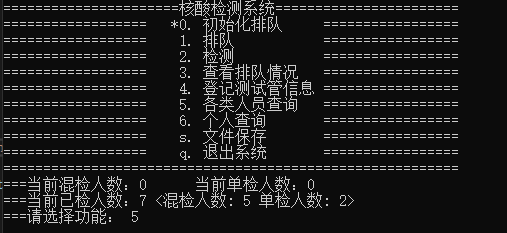 ======================核酸检测系统=======================
==================   *0. 初始化排队     =================
==================    1. 排队           =================
==================    2. 检测           =================
==================    3. 查看排队情况   =================
==================    4. 登记测试管信息 =================
==================    5. 各类人员查询   =================
==================    6. 个人查询       =================
==================    s. 文件保存       =================
==================    q. 退出系统       =================
=========================================================
===当前混检人数：0      当前单检人数：0
===当前已检人数：7 <混检人数: 5 单检人数: 2>
===请选择功能： 5